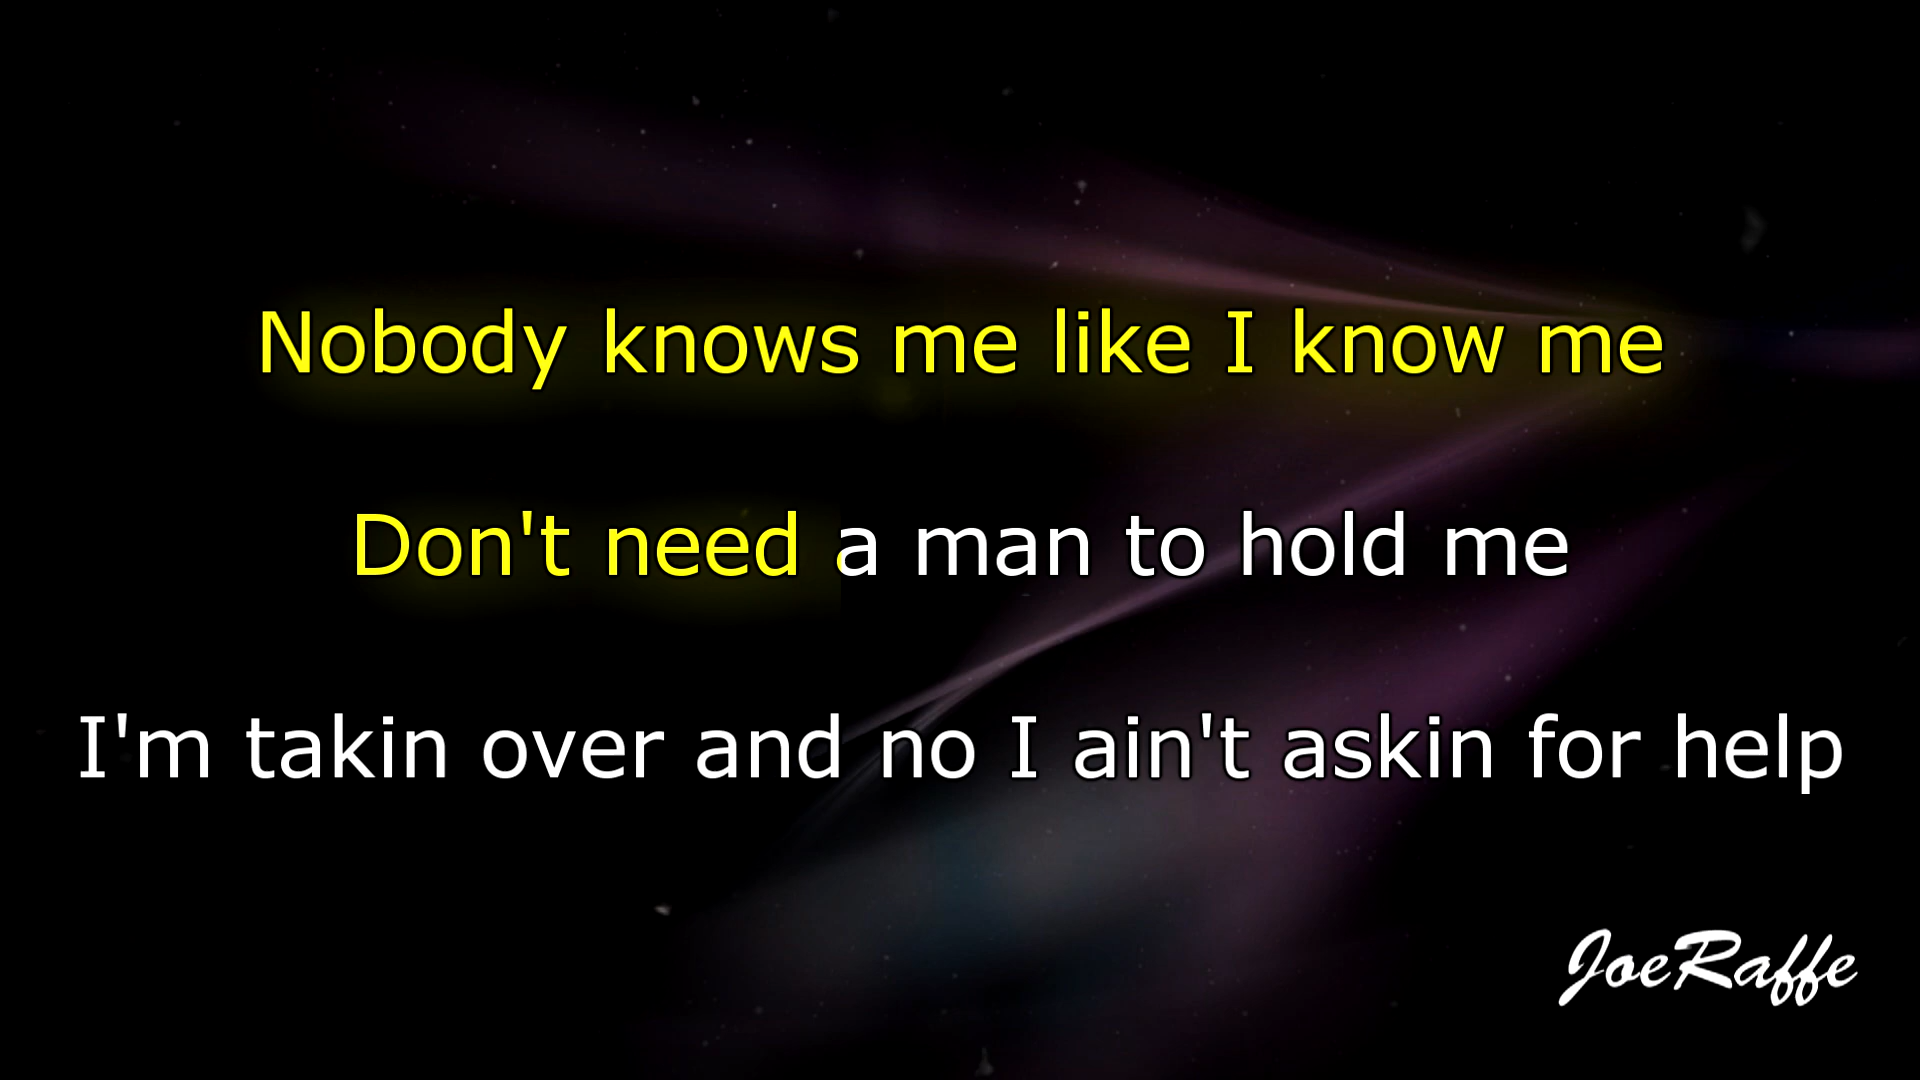 Nobody knows me like I know me
Don't need a man to hold me
I'm takin over and no I ain't askin for help
JoeRaffe